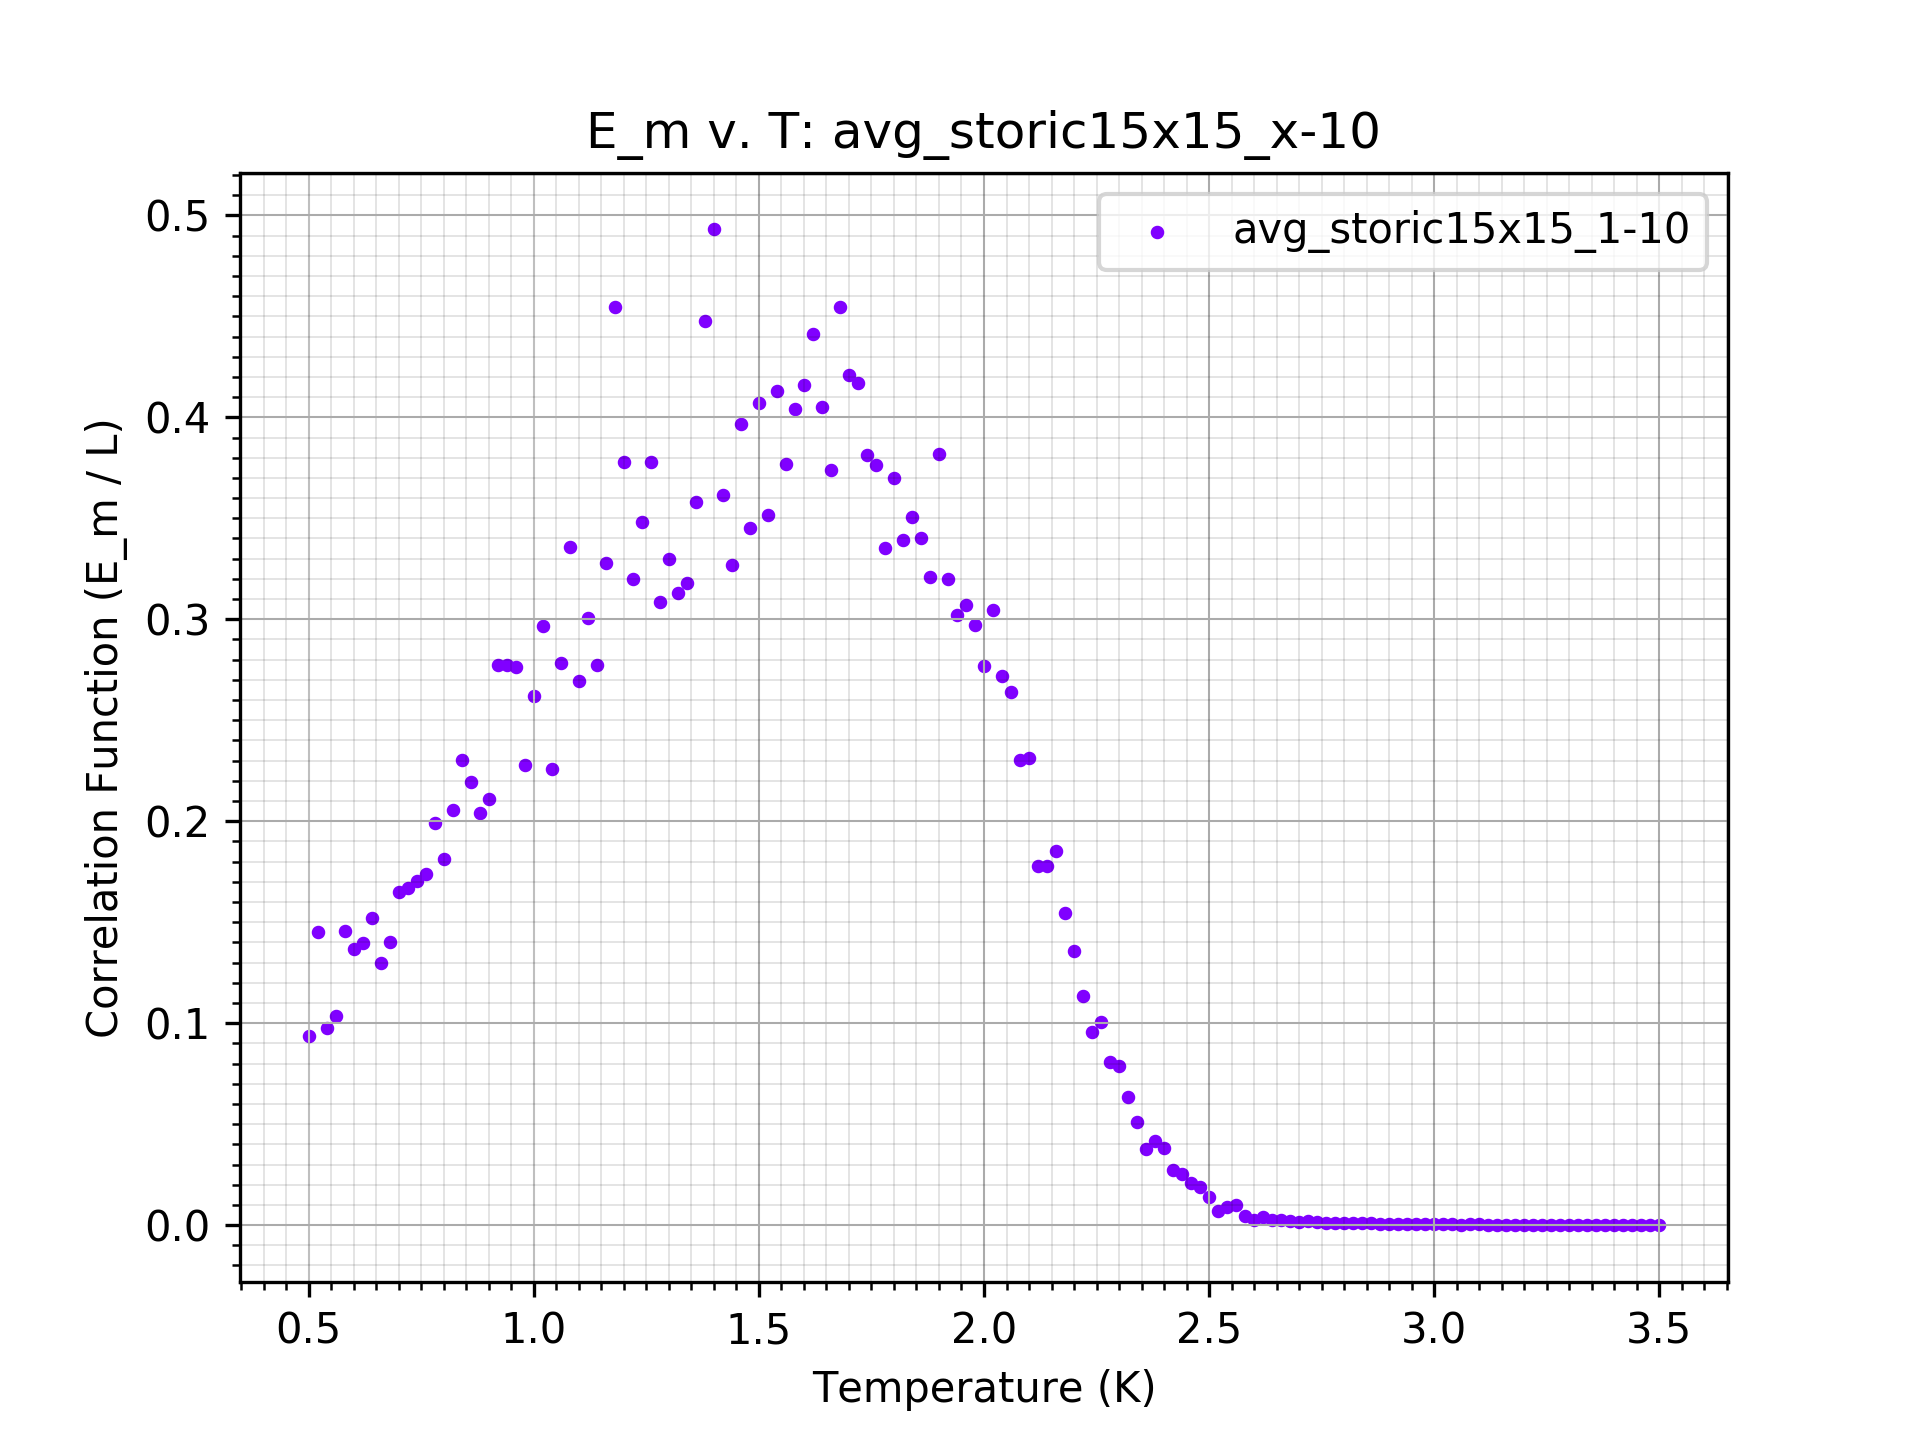 E_m v. T: avg_storic15x15_x-10
avg_storic15x15_1-10
Correlation Function (E_m / L)
0.5
0.4
0.3
0.2
0.1
0.0
0.5 1.0 1.5 2.0 2.5 3.0 3.5
Temperature (K)